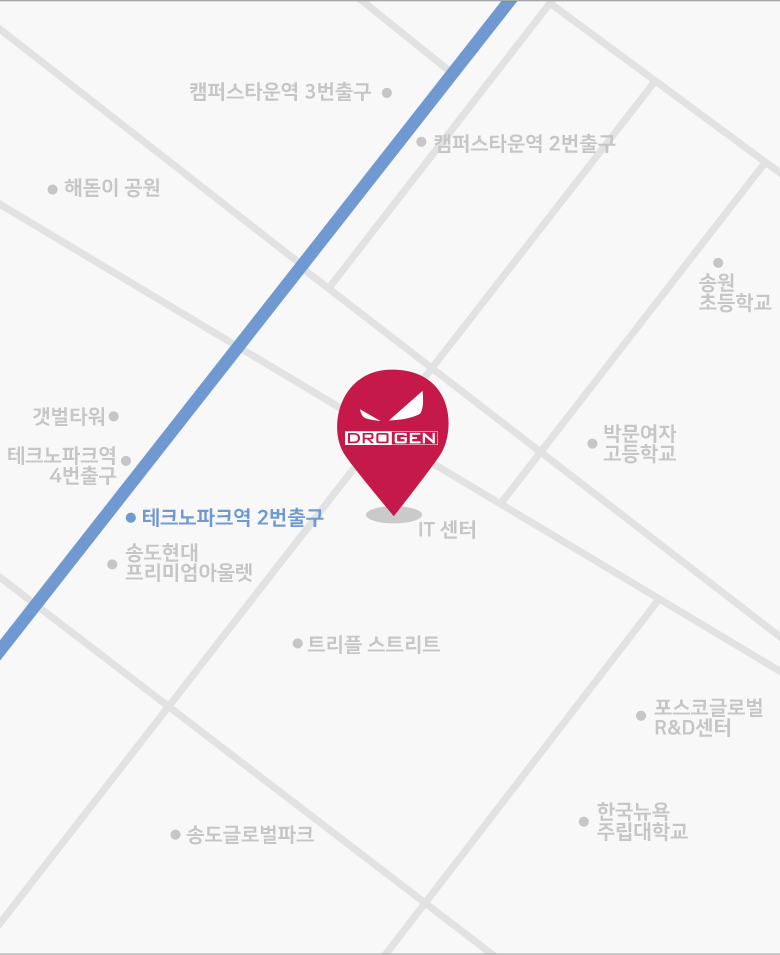 캠퍼스타운역 3번출구
캠퍼스타운역 2번출구
해돋이 공원
송원
초등학교
갯벌타워
테크노파크역
4번출구
DROGEN
박문여자
고등학교
테크노파크역 2번출구
IT 센터
송도현대
프리미엄아울렛
트리플 스트리트
포스코글로벌
R&D센터
한국뉴욕
주립대학교
송도글로벌파크